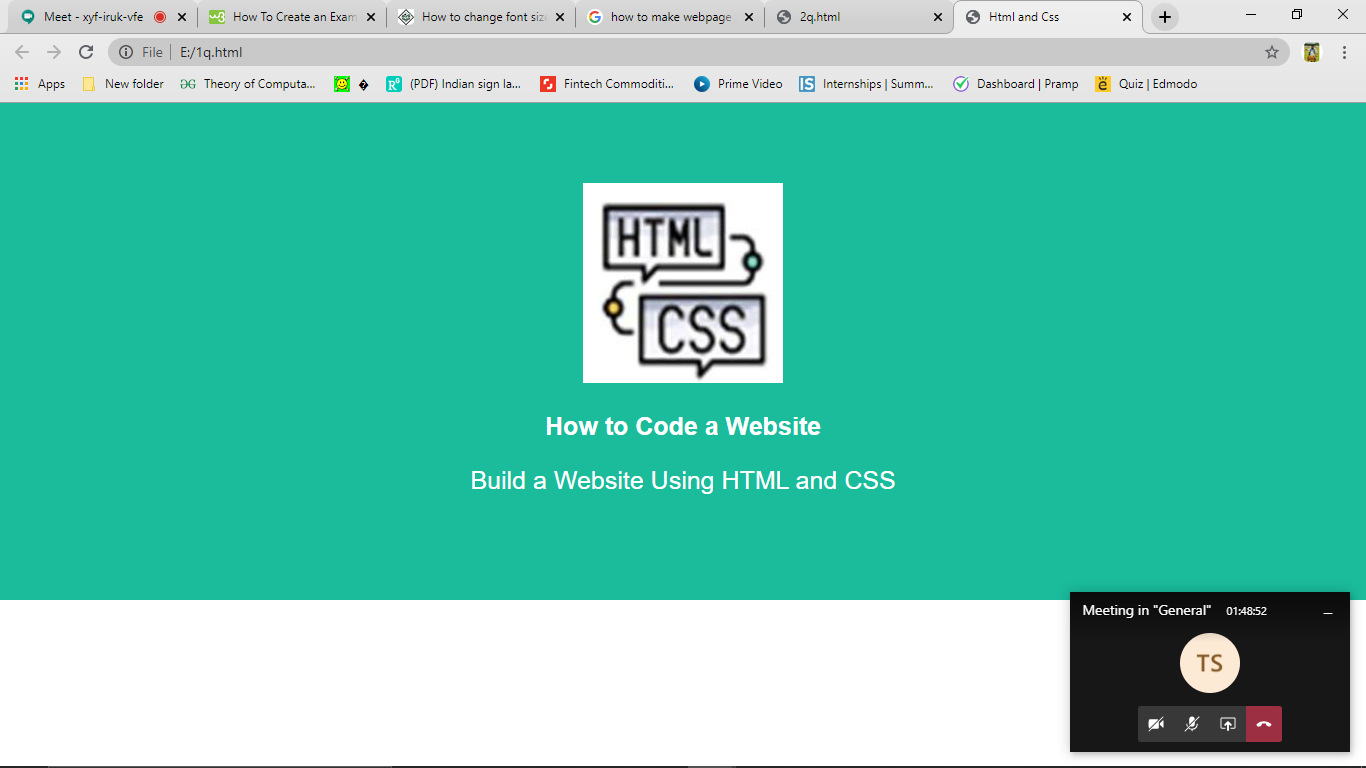 Meet - xyf-iruk-vfe
How To Create an Exam
How to change font size
how to make webpage
2q.html
Html and Css
File
E:/1q.html
Apps
New folder
Theory of Computa...
(PDF) Indian sign la...
Fintech Commoditi...
Prime Video
Internships | Summ...
Dashboard | Pramp
Quiz | Edmodo
HTML
CSS
How to Code a Website
Build a Website Using HTML and CSS
Meeting in "General" 01:48:52
TS